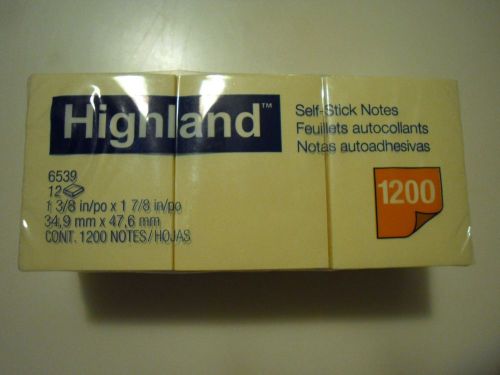 Highland™
Self-Stick Notes
Feuillets autocollants
Notas autoadhesivas
6539
12
1 3/8 in/po x 1 7/8 in/po
34,9 mm x 47,6 mm
CONT. 1200 NOTES/HOJAS
1200